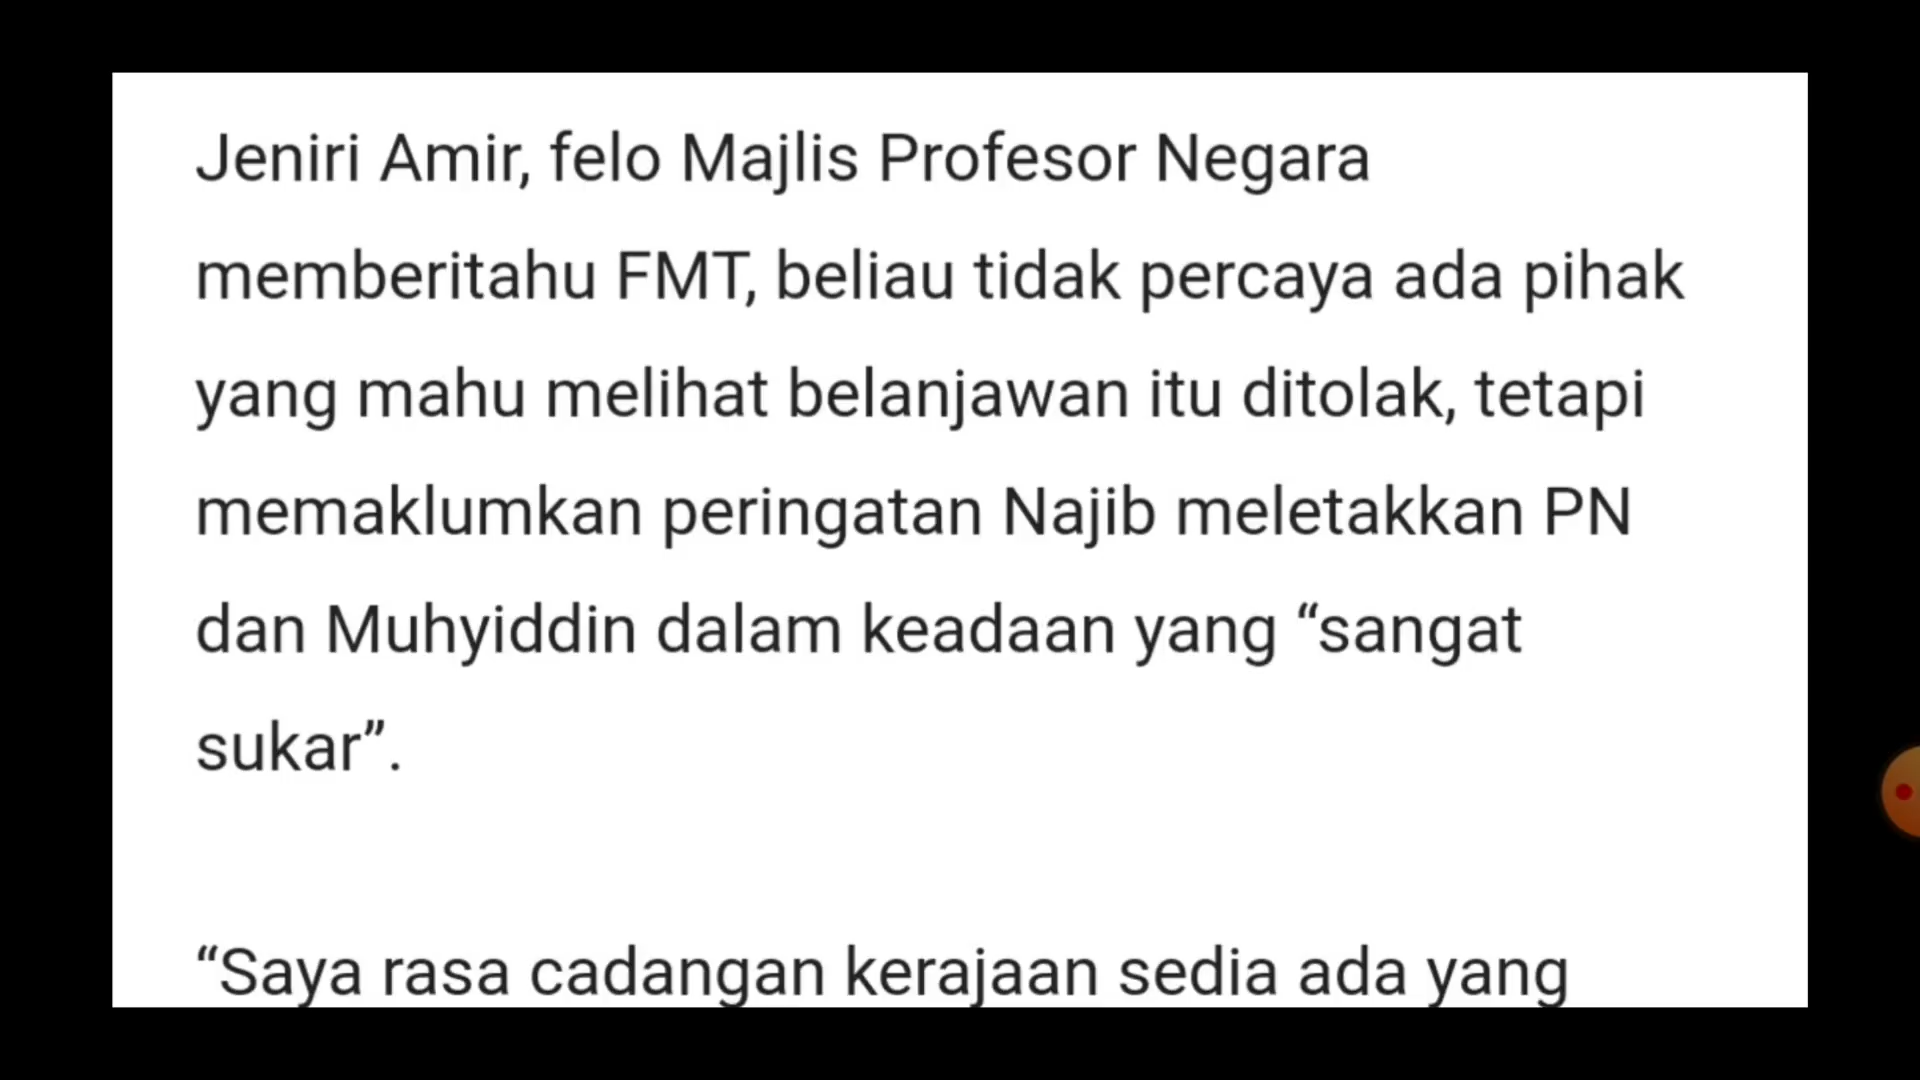 Jeniri Amir, felo Majlis Profesor Negara
memberitahu FMT, beliau tidak percaya ada pihak
yang mahu melihat belanjawan itu ditolak, tetapi
memaklumkan peringatan Najib meletakkan PN
dan Muhyiddin dalam keadaan yang “sangat
sukar”.
“Saya rasa cadangan kerajaan sedia ada yang